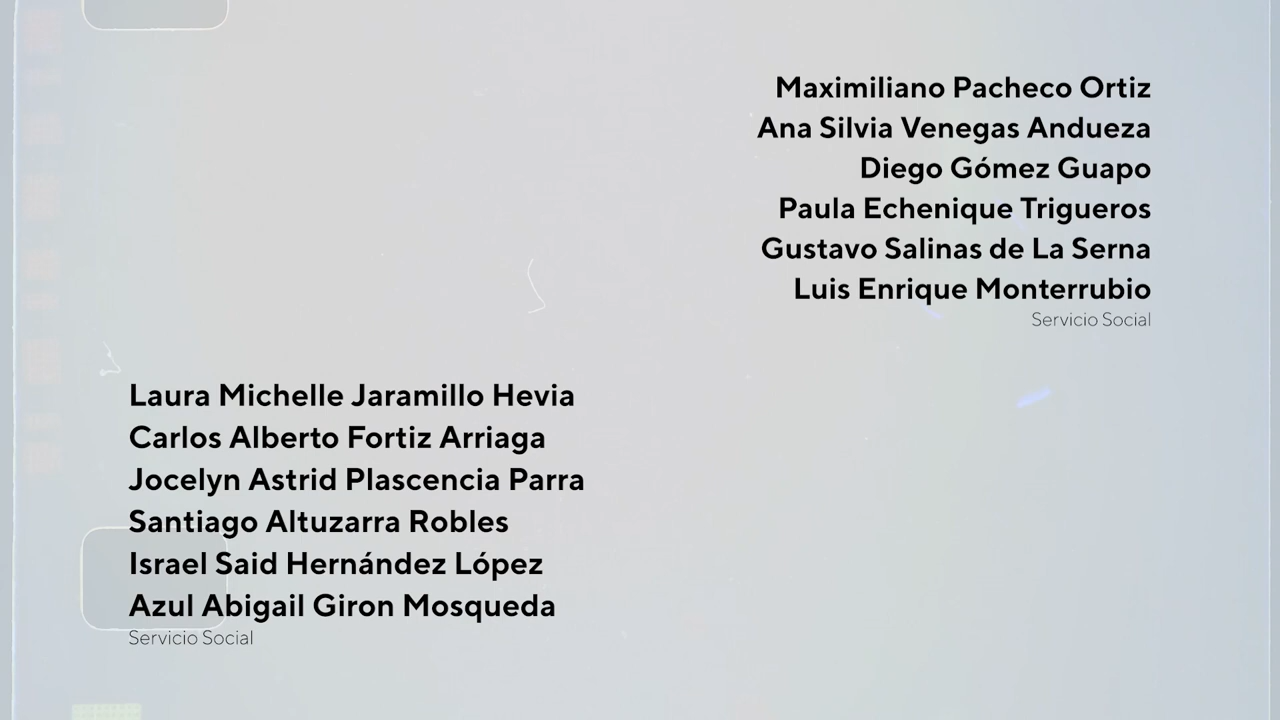 Maximiliano Pacheco Ortiz
Ana Silvia Venegas Andueza
Diego Gómez Guapo
Paula Echenique Trigueros
Gustavo Salinas de La Serna
Luis Enrique Monterrubio
Servicio Social
Laura Michelle Jaramillo Hevia
Carlos Alberto Fortiz Arriaga
Jocelyn Astrid Plascencia Parra
Santiago Altuzarra Robles
Israel Said Hernández López
Azul Abigail Giron Mosqueda
Servicio Social